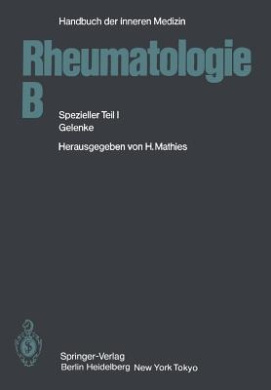 Handbuch der inneren Medizin
Rheumatologie
B
Spezieller Teil I
Gelenke
Herausgegeben von H. Mathies
Springer-Verlag
Berlin Heidelberg New York Tokyo